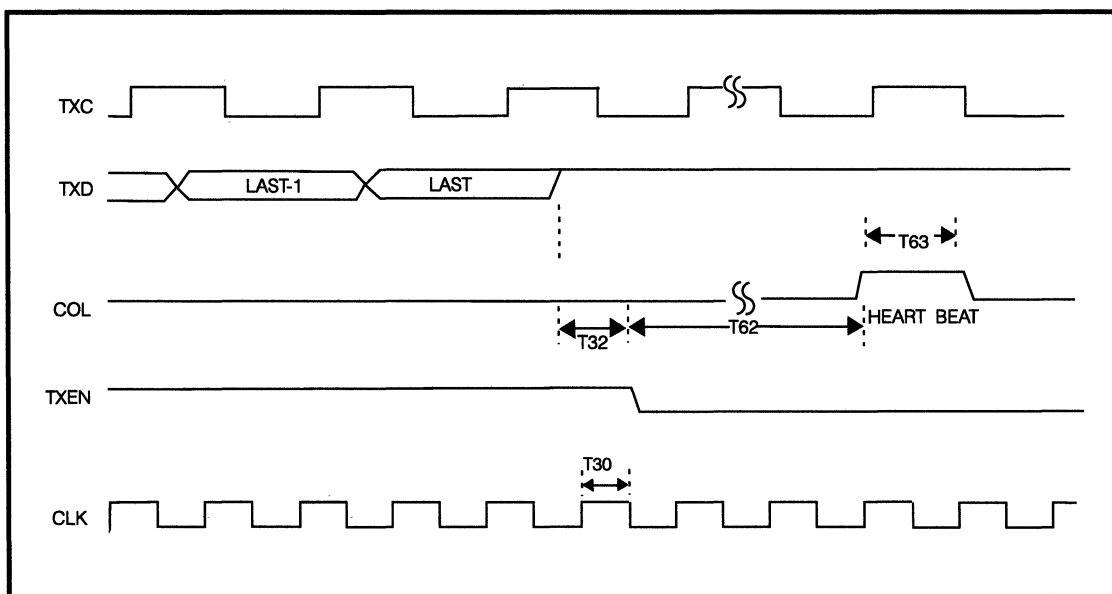 TXC
TXD
LAST-1
LAST
T63
COL
HEART BEAT
T32
T62
TXEN
T30
CLK